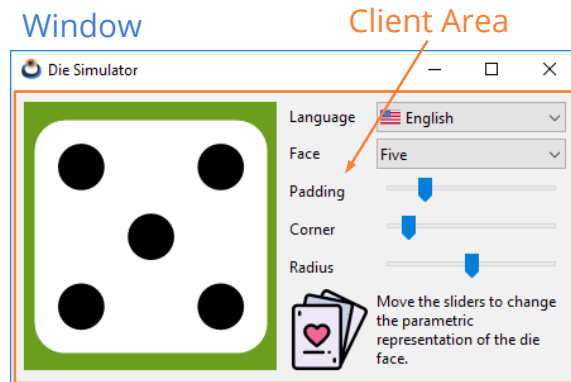 Window
Client Area
Die Simulator
Language
English
Face
Five
Padding
Corner
Radius
Move the sliders to change
the parametric
representation of the die
face.